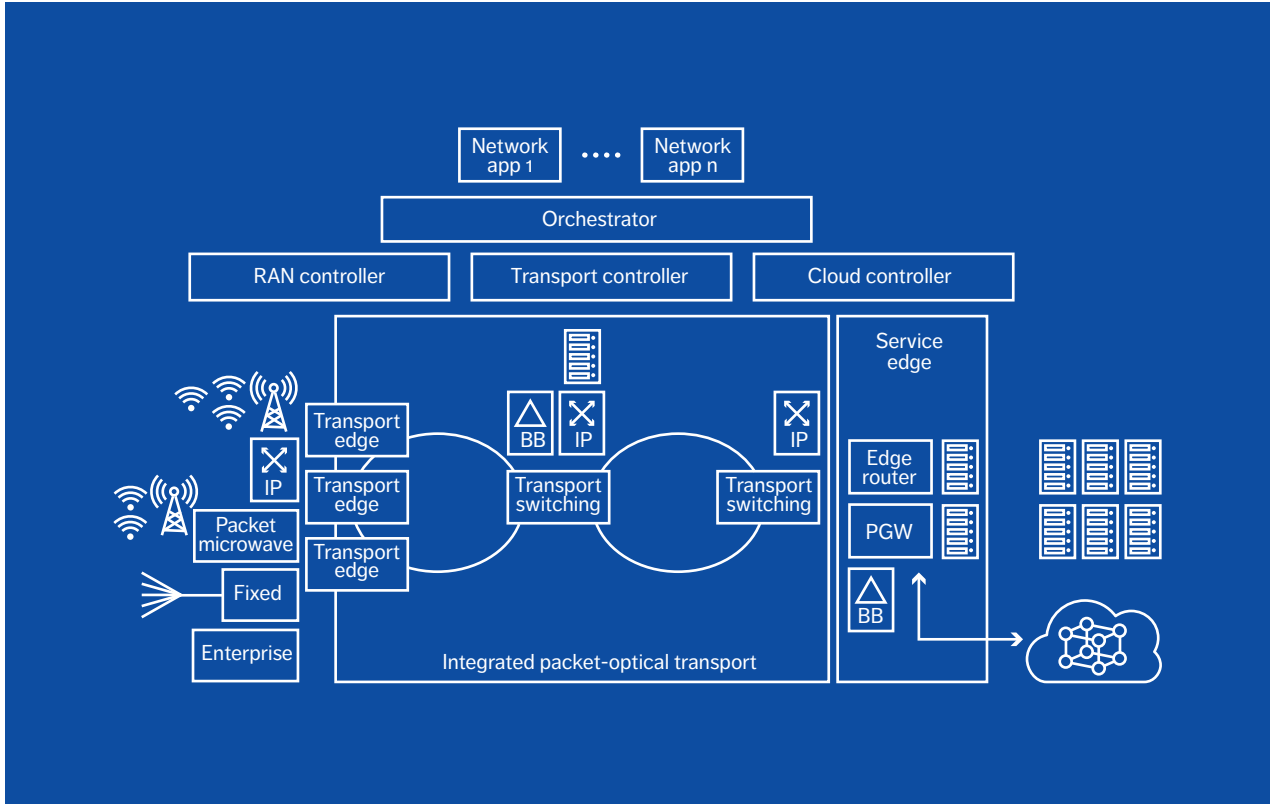 Network
app 1
....
Network
app n
Orchestrator
RAN controller
Transport controller
Cloud controller
Service
edge
Transport
edge
BB
IP
IP
IP
Transport
edge
Transport
switching
Transport
switching
Edge
router
Packet
microwave
Transport
edge
PGW
Fixed
BB
Enterprise
Integrated packet-optical transport